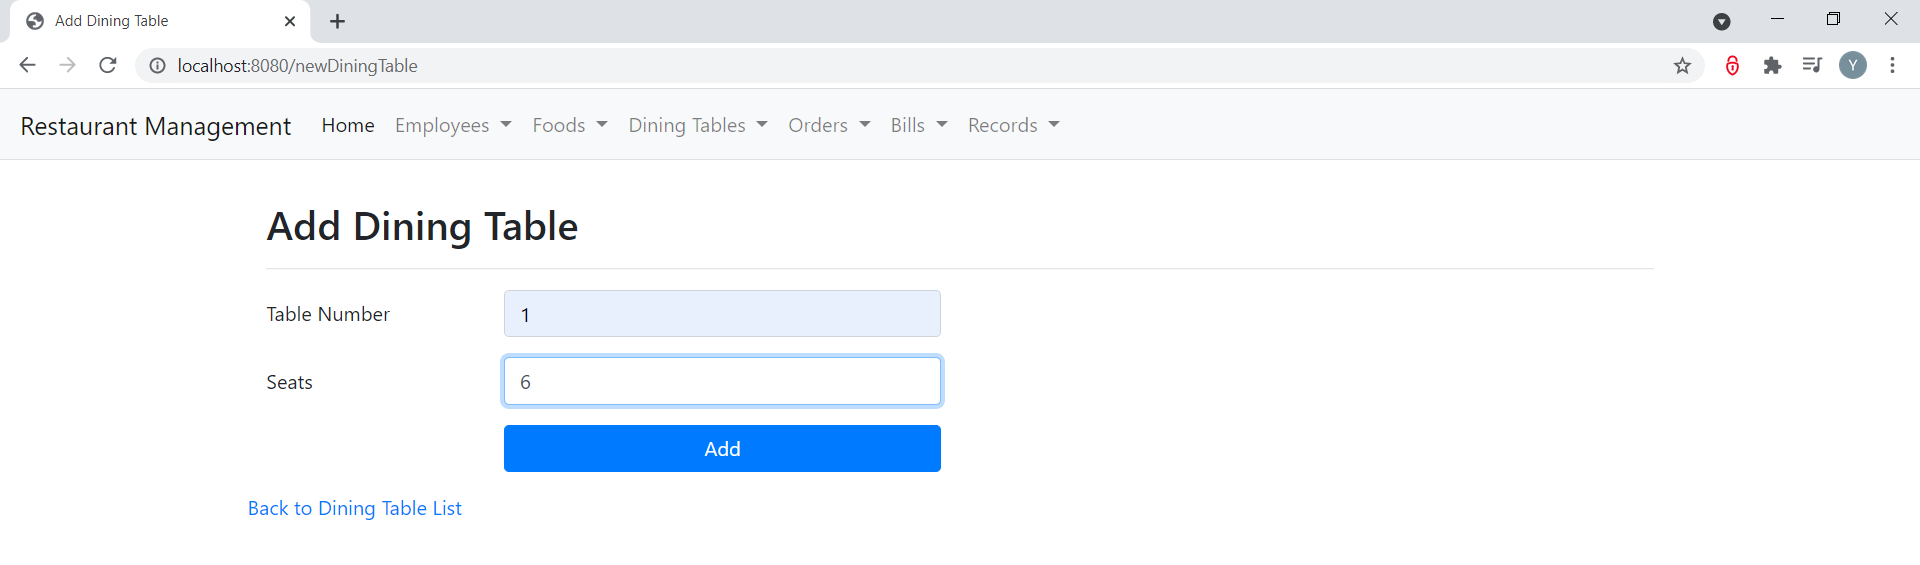 Add Dining Table
localhost:8080/newDiningTable
Y
Restaurant Management Home Employees Foods Dining Tables Orders Bills Records
Add Dining Table
Table Number 1
Seats 6
Add
Back to Dining Table List